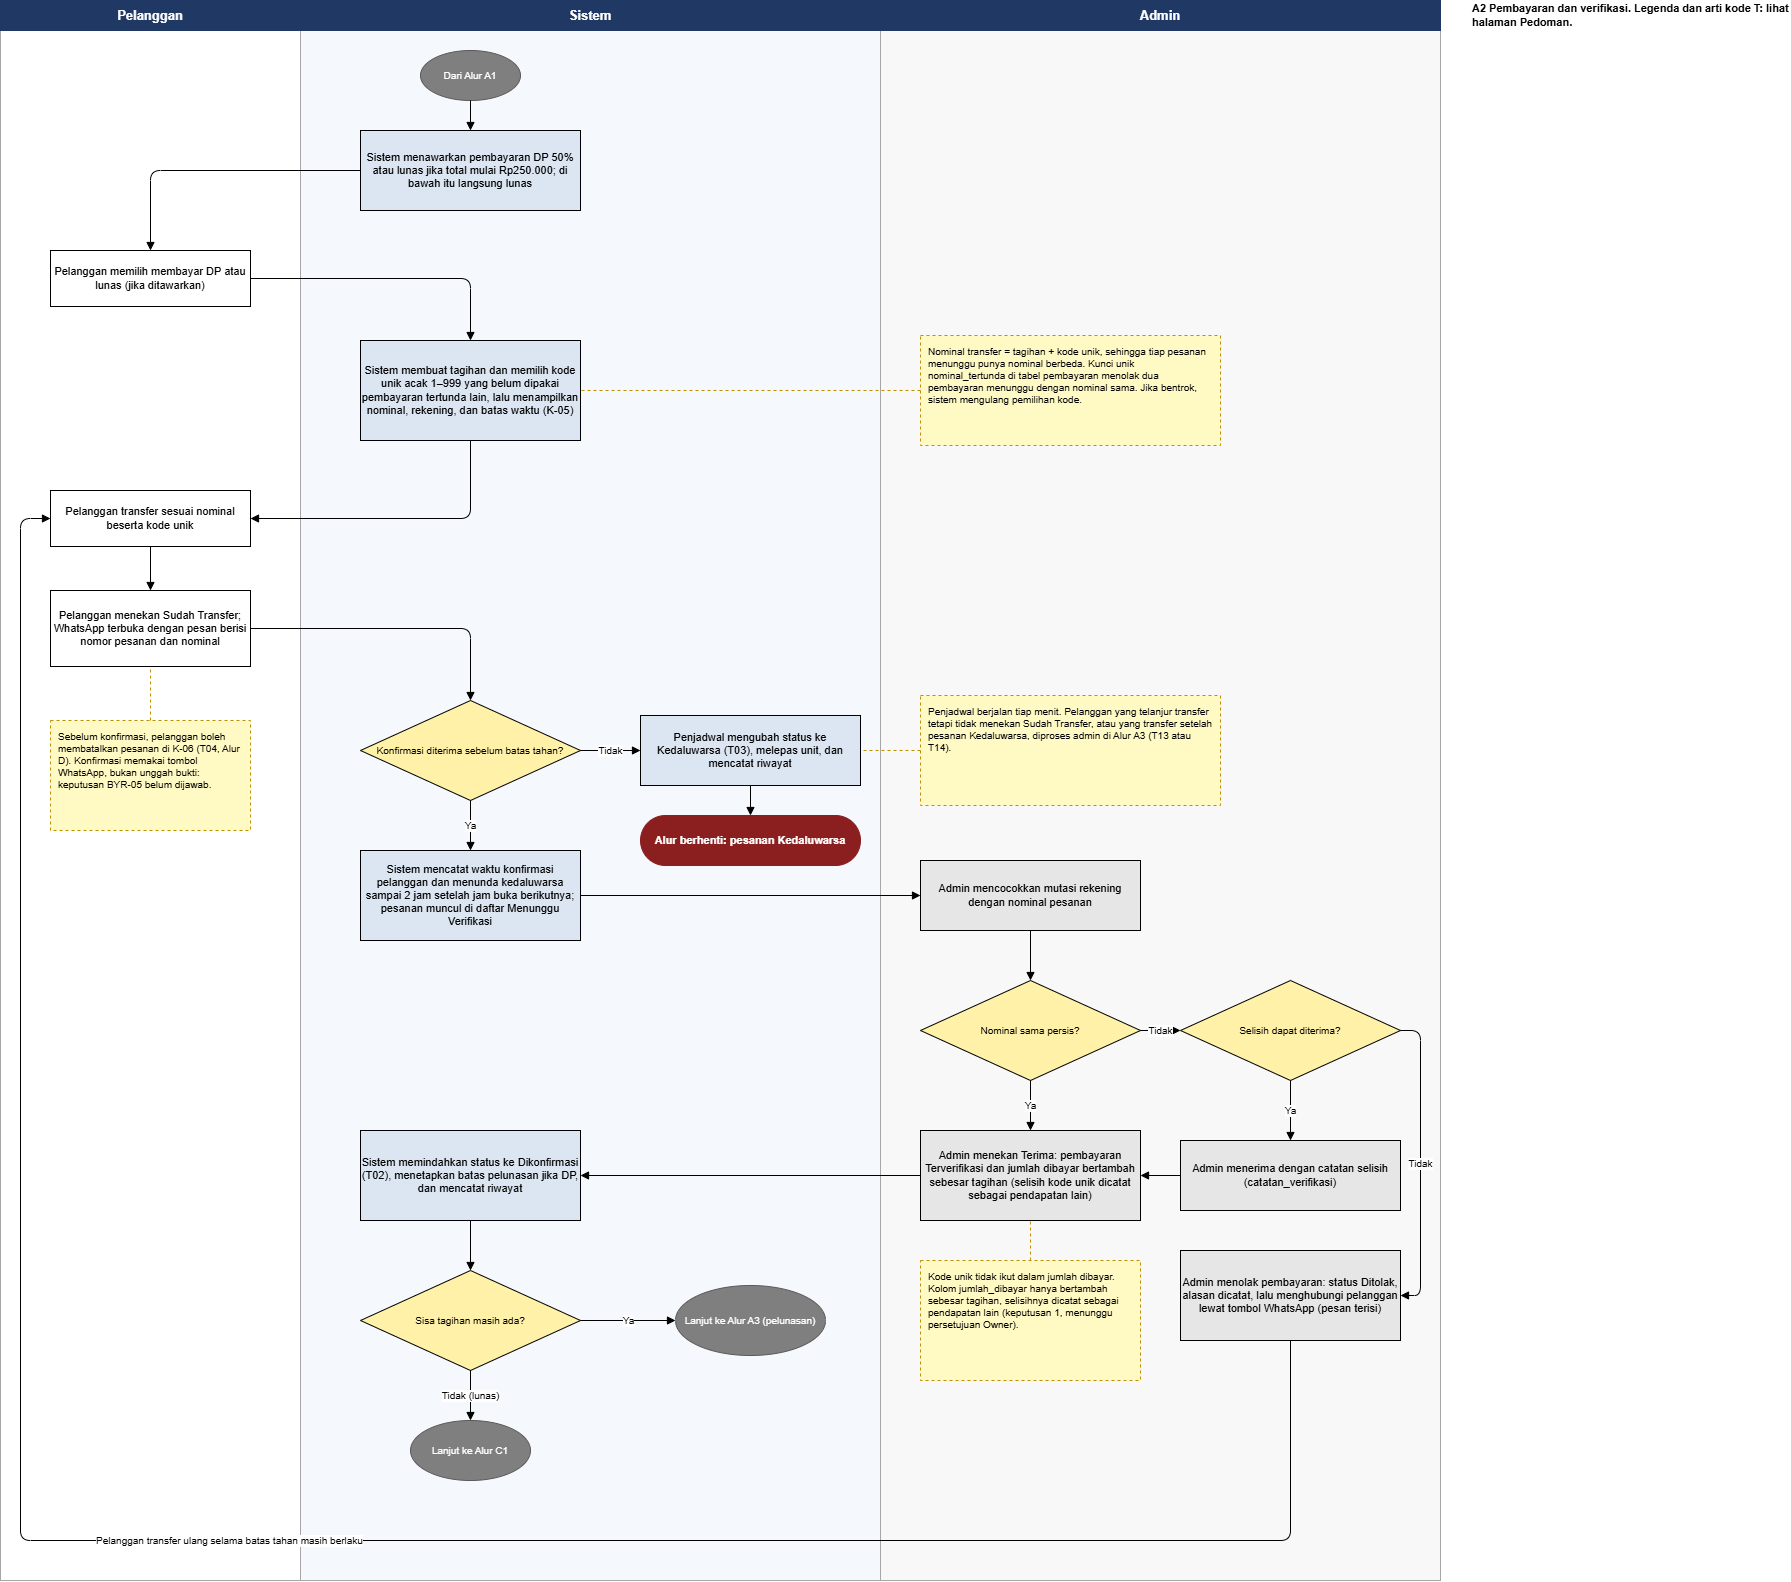 Pelanggan
Sistem
Admin
A2 Pembayaran dan verifikasi. Legenda dan arti kode T: lihat
halaman Pedoman.
Dari Alur A1
Sistem menawarkan pembayaran DP 50%
atau lunas jika total mulai Rp250.000; di
bawah itu langsung lunas
Pelanggan memilih membayar DP atau
lunas (jika ditawarkan)
Sistem membuat tagihan dan memilih kode
unik acak 1–999 yang belum dipakai
pembayaran tertunda lain, lalu menampilkan
nominal, rekening, dan batas waktu (K-05)
Nominal transfer = tagihan + kode unik, sehingga tiap pesanan
menunggu punya nominal berbeda. Kunci unik
nominal_tertunda di tabel pembayaran menolak dua
pembayaran menunggu dengan nominal sama. Jika bentrok,
sistem mengulang pemilihan kode.
Pelanggan transfer sesuai nominal
beserta kode unik
Pelanggan menekan Sudah Transfer;
WhatsApp terbuka dengan pesan berisi
nomor pesanan dan nominal
Sebelum konfirmasi, pelanggan boleh
membatalkan pesanan di K-06 (T04, Alur
D). Konfirmasi memakai tombol
WhatsApp, bukan unggah bukti:
keputusan BYR-05 belum dijawab.
Konfirmasi diterima sebelum batas tahan?
Tidak
Penjadwal mengubah status ke
Kedaluwarsa (T03), melepas unit, dan
mencatat riwayat
Penjadwal berjalan tiap menit. Pelanggan yang telanjur transfer
tetapi tidak menekan Sudah Transfer, atau yang transfer setelah
pesanan Kedaluwarsa, diproses admin di Alur A3 (T13 atau
T14).
Ya
Alur berhenti: pesanan Kedaluwarsa
Sistem mencatat waktu konfirmasi
pelanggan dan menunda kedaluwarsa
sampai 2 jam setelah jam buka berikutnya;
pesanan muncul di daftar Menunggu
Verifikasi
Admin mencocokkan mutasi rekening
dengan nominal pesanan
Nominal sama persis?
Tidak
Selisih dapat diterima?
Ya
Ya
Tidak
Sistem memindahkan status ke Dikonfirmasi
(T02), menetapkan batas pelunasan jika DP,
dan mencatat riwayat
Admin menekan Terima: pembayaran
Terverifikasi dan jumlah dibayar bertambah
sebesar tagihan (selisih kode unik dicatat
sebagai pendapatan lain)
Admin menerima dengan catatan selisih
(catatan_verifikasi)
Kode unik tidak ikut dalam jumlah dibayar.
Kolom jumlah_dibayar hanya bertambah
sebesar tagihan, selisihnya dicatat sebagai
pendapatan lain (keputusan 1, menunggu
persetujuan Owner).
Admin menolak pembayaran: status Ditolak,
alasan dicatat, lalu menghubungi pelanggan
lewat tombol WhatsApp (pesan terisi)
Sisa tagihan masih ada?
Ya
Lanjut ke Alur A3 (pelunasan)
Tidak (lunas)
Lanjut ke Alur C1
Pelanggan transfer ulang selama batas tahan masih berlaku